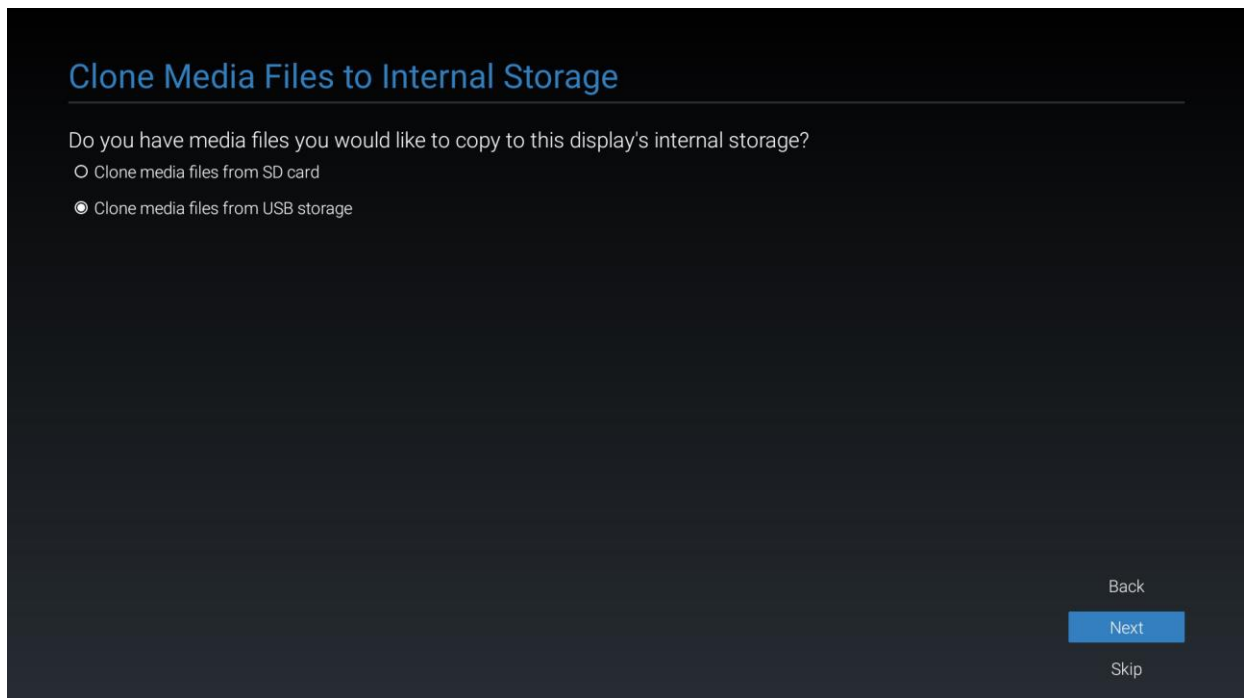 Clone Media Files to Internal Storage
Do you have media files you would like to copy to this display's internal storage?
Clone media files from SD card
Clone media files from USB storage
Back
Next
Skip